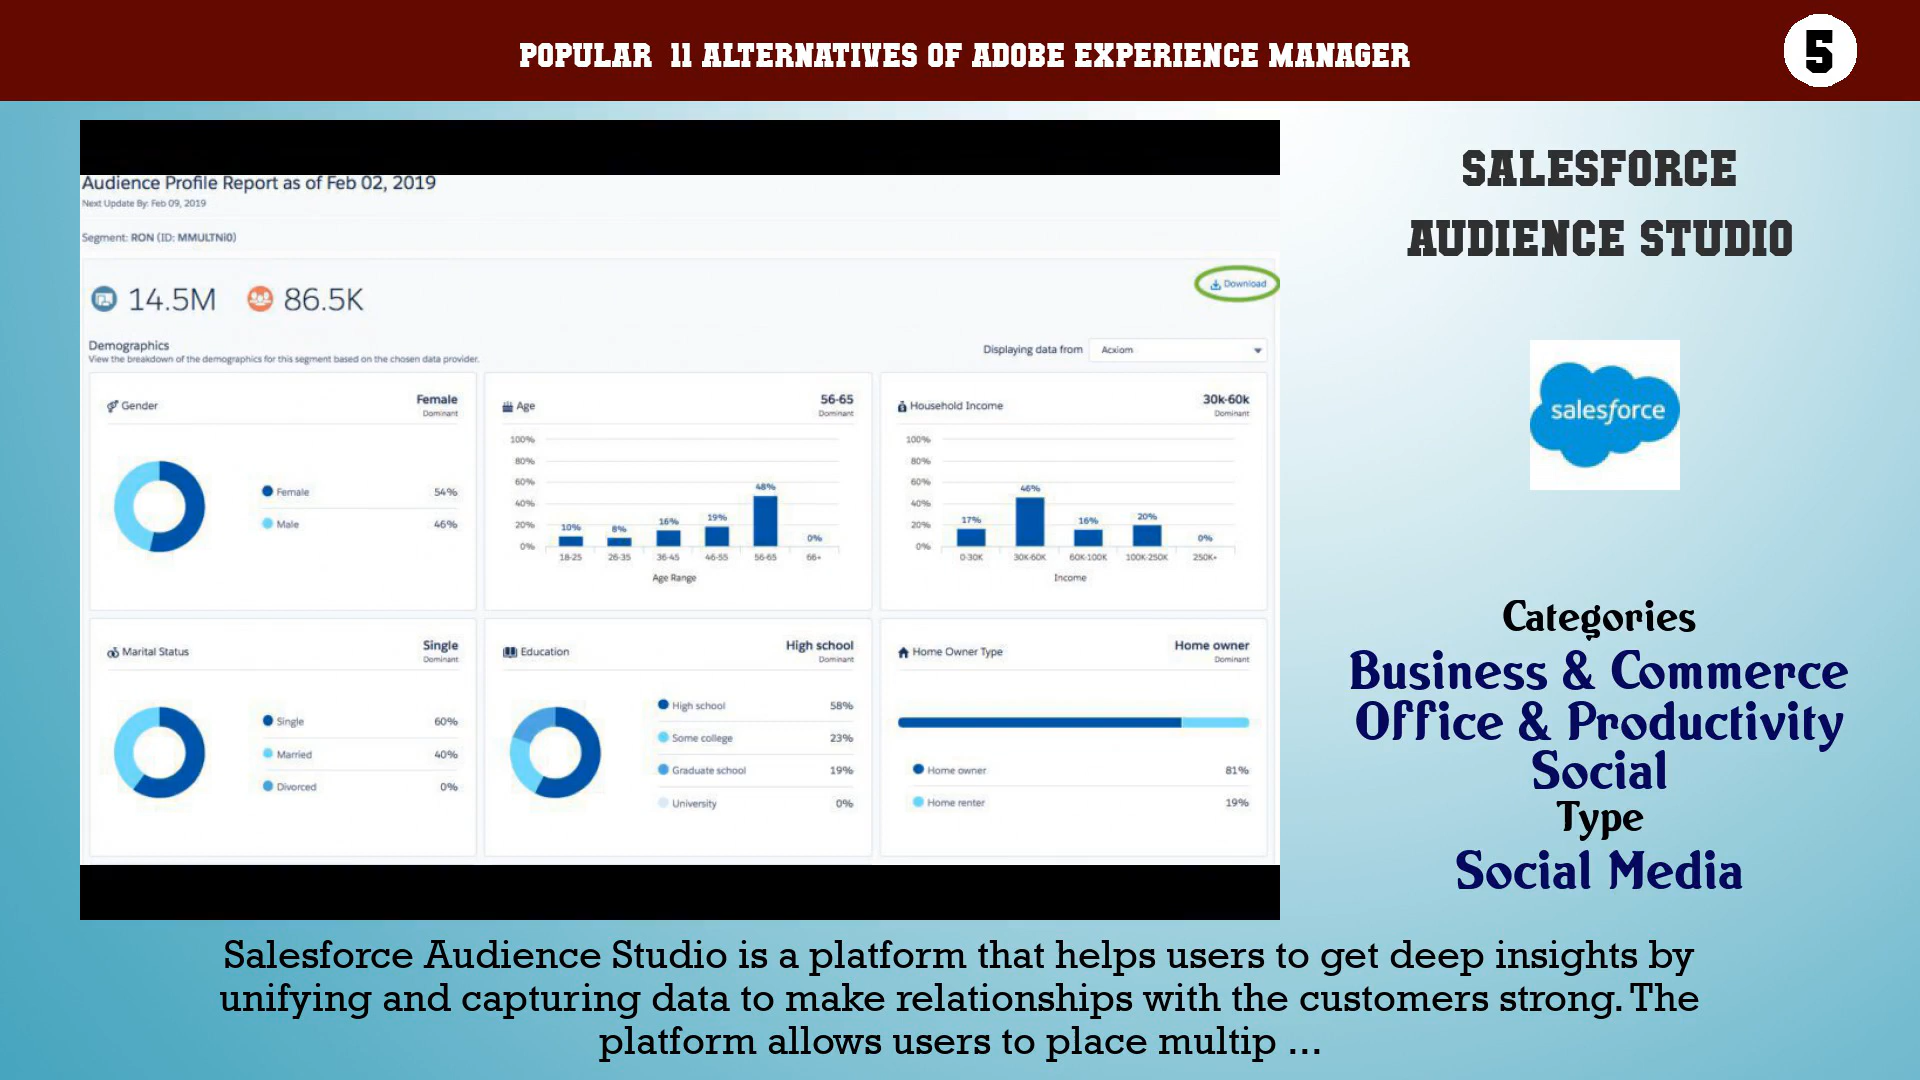 POPULAR 11 ALTERNATIVES OF ADOBE EXPERIENCE MANAGER
5
Audience Profile Report as of Feb 02, 2019
Next Update By: Feb 09, 2019
Segment: RON (ID: MMULTNi0)
14.5M 86.5K
Download
Demographics
View the breakdown of the demographics for this segment based on the chosen data provider.
Displaying data from Acxiom
Gender
Female
Dominant
Female 54%
Male 46%
Age
56-65
Dominant
100%
80%
60%
40%
20%
0%
10% 8% 16% 19% 48% 0%
18-25 26-35 36-45 46-55 56-65 66+
Age Range
Household Income
30k-60k
Dominant
100%
80%
60%
40%
20%
0%
17% 46% 16% 20% 0%
0-30K 30K-60K 60K-100K 100K-250K 250K+
Income
Marital Status
Single
Dominant
Single 60%
Married 40%
Divorced 0%
Education
High school
Dominant
High school 58%
Some college 23%
Graduate school 19%
University 0%
Home Owner Type
Home owner
Dominant
Home owner 81%
Home renter 19%
SALESFORCE
AUDIENCE STUDIO
salesforce
Categories
Business & Commerce
Office & Productivity
Social
Type
Social Media
Salesforce Audience Studio is a platform that helps users to get deep insights by
unifying and capturing data to make relationships with the customers strong. The
platform allows users to place multip ...